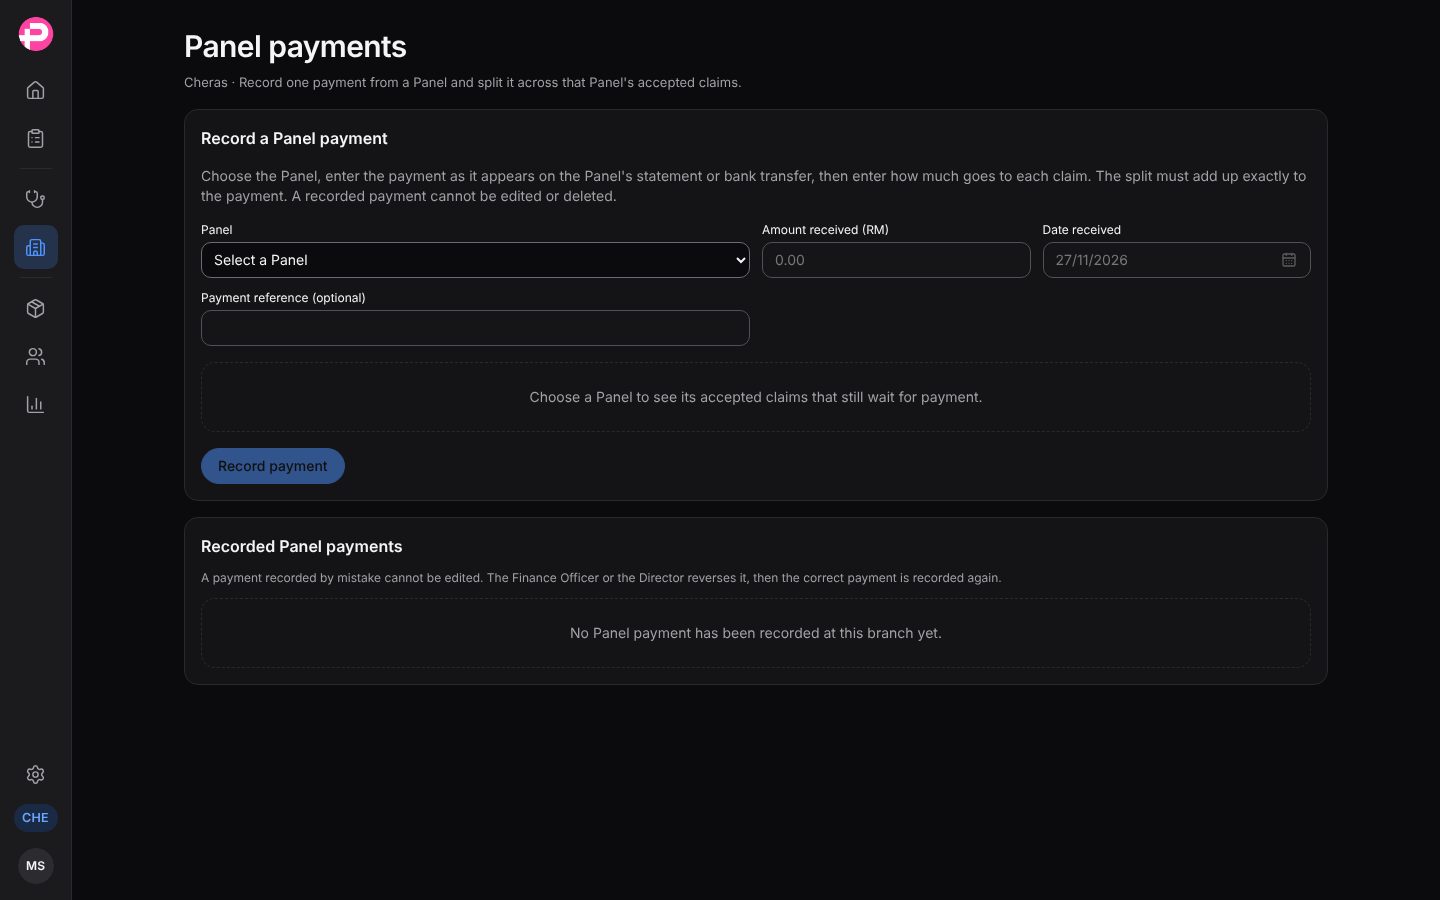 Panel payments
Cheras · Record one payment from a Panel and split it across that Panel's accepted claims.
Record a Panel payment
Choose the Panel, enter the payment as it appears on the Panel's statement or bank transfer, then enter how much goes to each claim. The split must add up exactly to
the payment. A recorded payment cannot be edited or deleted.
Panel
Amount received (RM)
Date received
Select a Panel
0.00
27/11/2026
Payment reference (optional)
Choose a Panel to see its accepted claims that still wait for payment.
Record payment
Recorded Panel payments
A payment recorded by mistake cannot be edited. The Finance Officer or the Director reverses it, then the correct payment is recorded again.
No Panel payment has been recorded at this branch yet.
CHE
MS